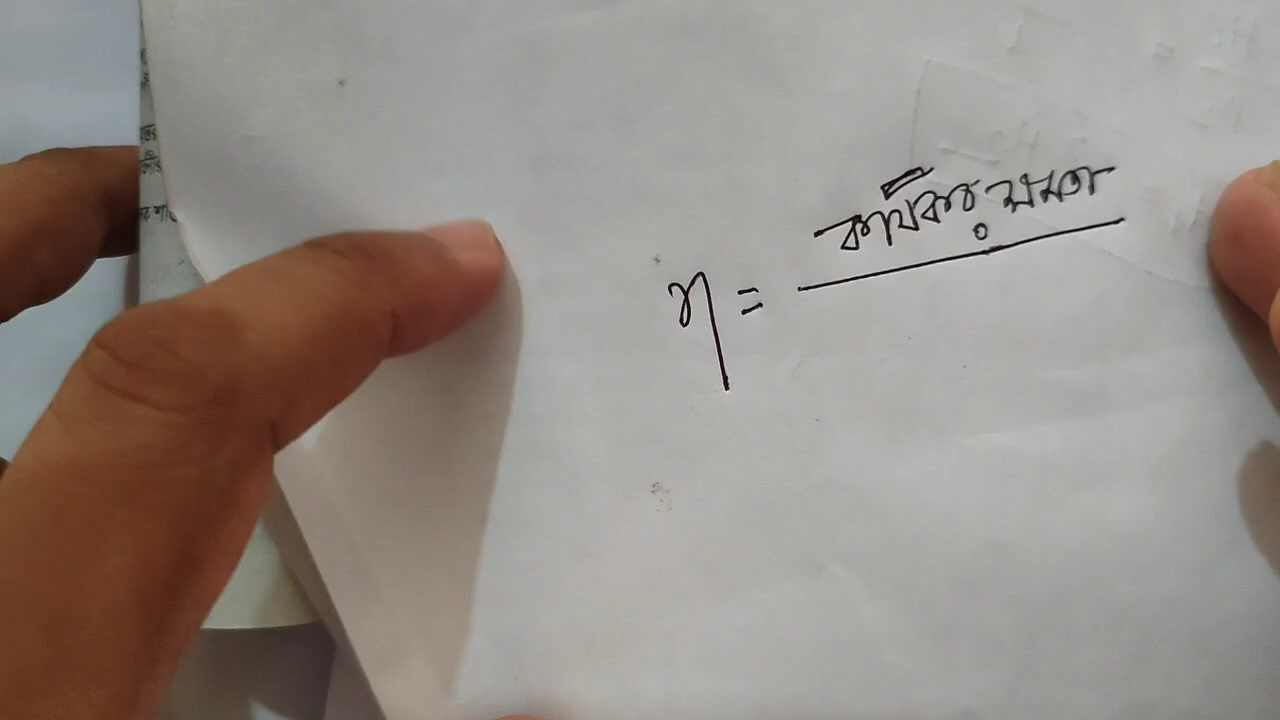 η = কার্যকর ক্ষমতা